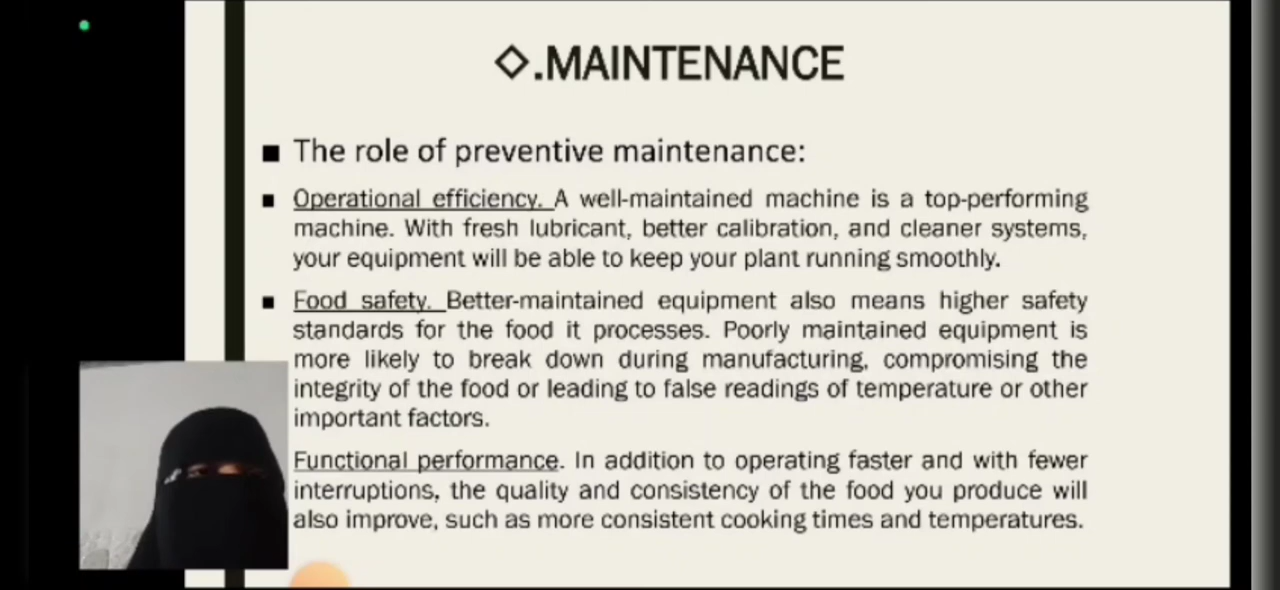 ◇.MAINTENANCE
■ The role of preventive maintenance:
■ Operational efficiency. A well-maintained machine is a top-performing
machine. With fresh lubricant, better calibration, and cleaner systems,
your equipment will be able to keep your plant running smoothly.
■ Food safety. Better-maintained equipment also means higher safety
standards for the food it processes. Poorly maintained equipment is
more likely to break down during manufacturing, compromising the
integrity of the food or leading to false readings of temperature or other
important factors.
Functional performance. In addition to operating faster and with fewer
interruptions, the quality and consistency of the food you produce will
also improve, such as more consistent cooking times and temperatures.